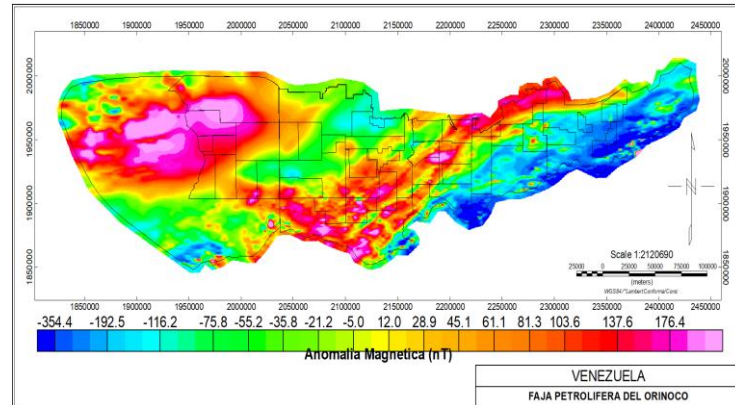 1850000 1900000 1950000 2000000 2050000 2100000 2150000 2200000 2250000 2300000 2350000 2400000 2450000
2000000 2000000
1950000 1950000
1900000 1900000
1850000 1850000
N
Scale 1:2120690
25000 0 25000 50000 75000 100000
(meters)
1850000 1900000 1950000 2000000 2050000 2100000 2150000 2200000 2250000 2300000 2350000 2400000 2450000
-354.4 -192.5 -116.2 -75.8 -55.2 -35.8 -21.2 -5.0 12.0 28.9 45.1 61.1 81.3 103.6 137.6 176.4
Anomalia Magnetica (nT)
VENEZUELA
FAJA PETROLIFERA DEL ORINOCO